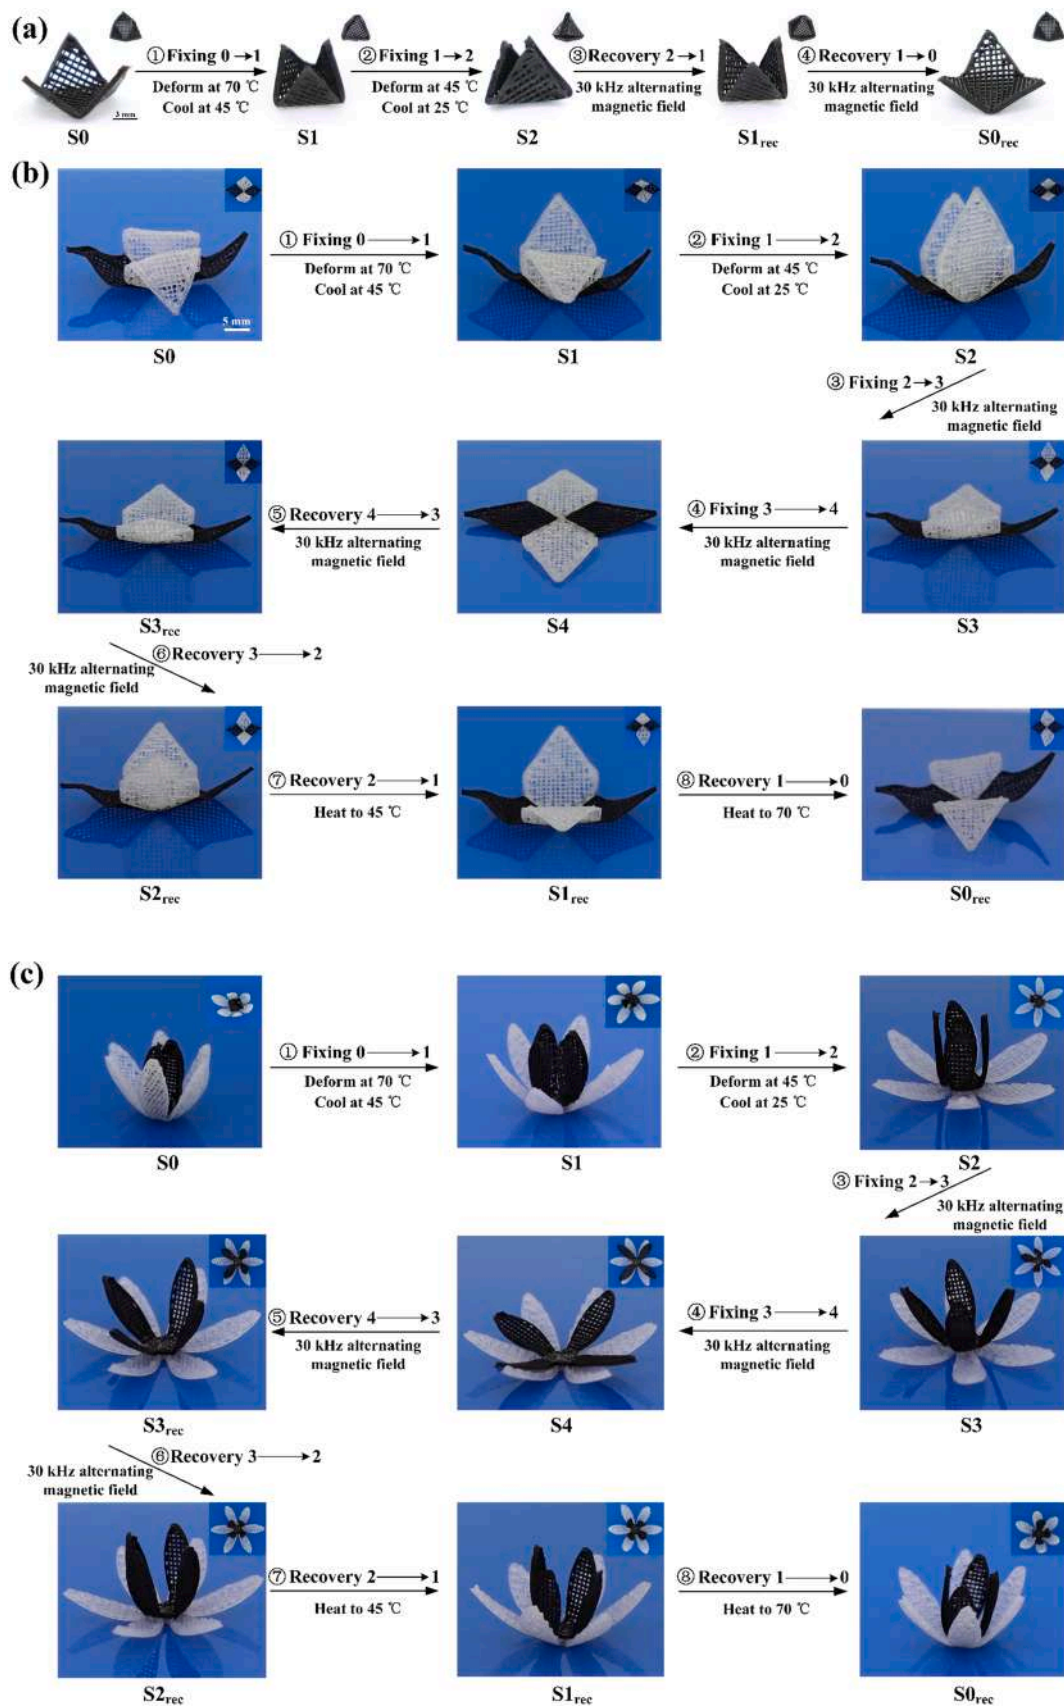 (a)
① Fixing 0→1
Deform at 70 ℃
Cool at 45 ℃
② Fixing 1→2
Deform at 45 ℃
Cool at 25 ℃
③Recovery 2→1
30 kHz alternating
magnetic field
④ Recovery 1→0
30 kHz alternating
magnetic field
3 mm
S0
S1
S2
S1rec
S0rec
(b)
① Fixing 0→1
Deform at 70 ℃
Cool at 45 ℃
② Fixing 1→2
Deform at 45 ℃
Cool at 25 ℃
5 mm
S0
S1
S2
③ Fixing 2→3
30 kHz alternating
magnetic field
⑤ Recovery 4→3
30 kHz alternating
magnetic field
④ Fixing 3→4
30 kHz alternating
magnetic field
S3rec
S4
S3
⑥Recovery 3→2
30 kHz alternating
magnetic field
⑦ Recovery 2→1
Heat to 45 ℃
⑧ Recovery 1→0
Heat to 70 ℃
S2rec
S1rec
S0rec
(c)
① Fixing 0→1
Deform at 70 ℃
Cool at 45 ℃
② Fixing 1→2
Deform at 45 ℃
Cool at 25 ℃
S0
S1
S2
③ Fixing 2→3
30 kHz alternating
magnetic field
⑤ Recovery 4→3
30 kHz alternating
magnetic field
④ Fixing 3→4
30 kHz alternating
magnetic field
S3rec
S4
S3
⑥Recovery 3→2
30 kHz alternating
magnetic field
⑦ Recovery 2→1
Heat to 45 ℃
⑧ Recovery 1→0
Heat to 70 ℃
S2rec
S1rec
S0rec